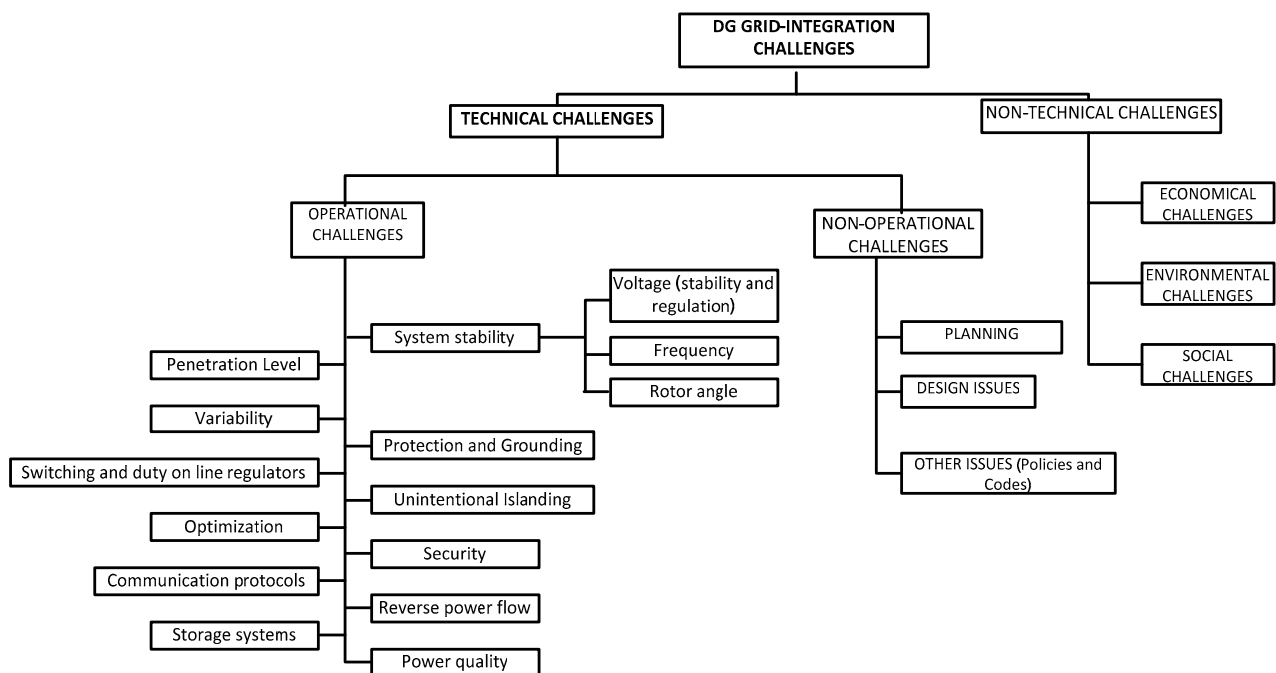 DG GRID-INTEGRATION
CHALLENGES
TECHNICAL CHALLENGES
NON-TECHNICAL CHALLENGES
OPERATIONAL
CHALLENGES
NON-OPERATIONAL
CHALLENGES
ECONOMICAL
CHALLENGES
ENVIRONMENTAL
CHALLENGES
SOCIAL
CHALLENGES
Voltage (stability and
regulation)
System stability
Frequency
Rotor angle
PLANNING
DESIGN ISSUES
OTHER ISSUES (Policies and
Codes)
Penetration Level
Variability
Protection and Grounding
Switching and duty on line regulators
Unintentional Islanding
Optimization
Security
Communication protocols
Reverse power flow
Storage systems
Power quality